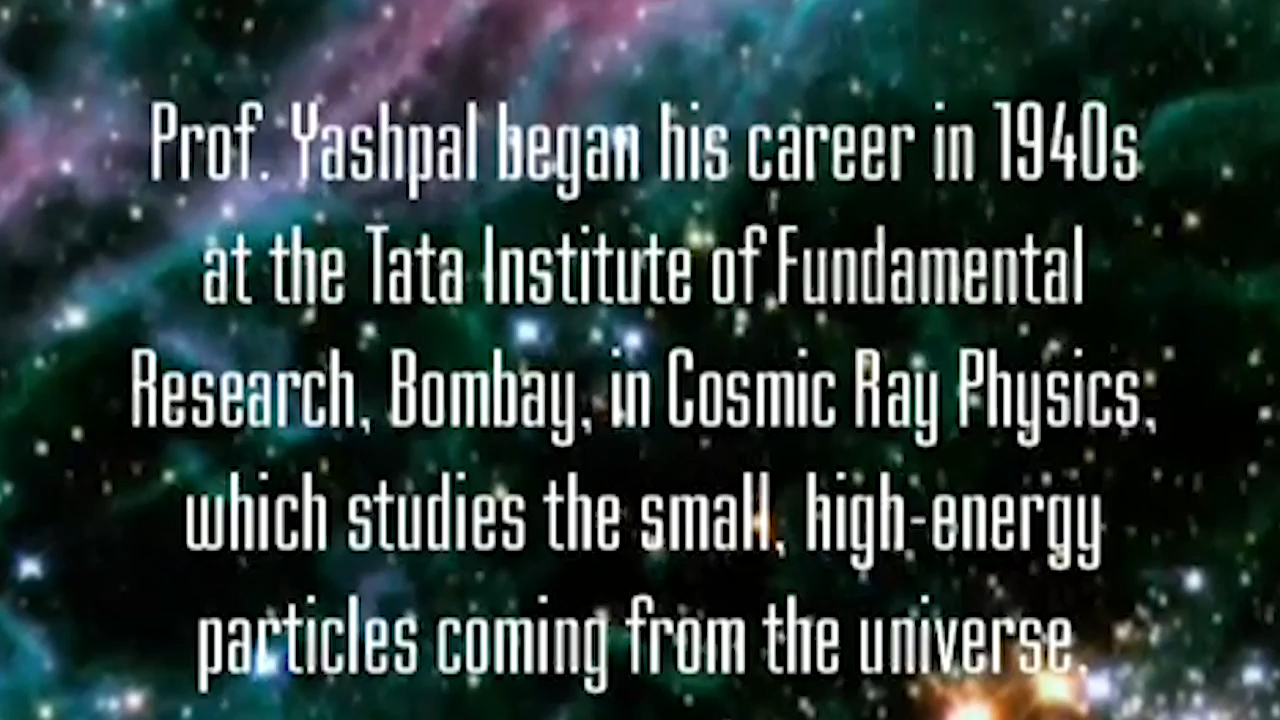 Prof. Yashpal began his career in 1940s
at the Tata Institute of Fundamental
Research, Bombay, in Cosmic Ray Physics,
which studies the small, high-energy
particles coming from the universe.